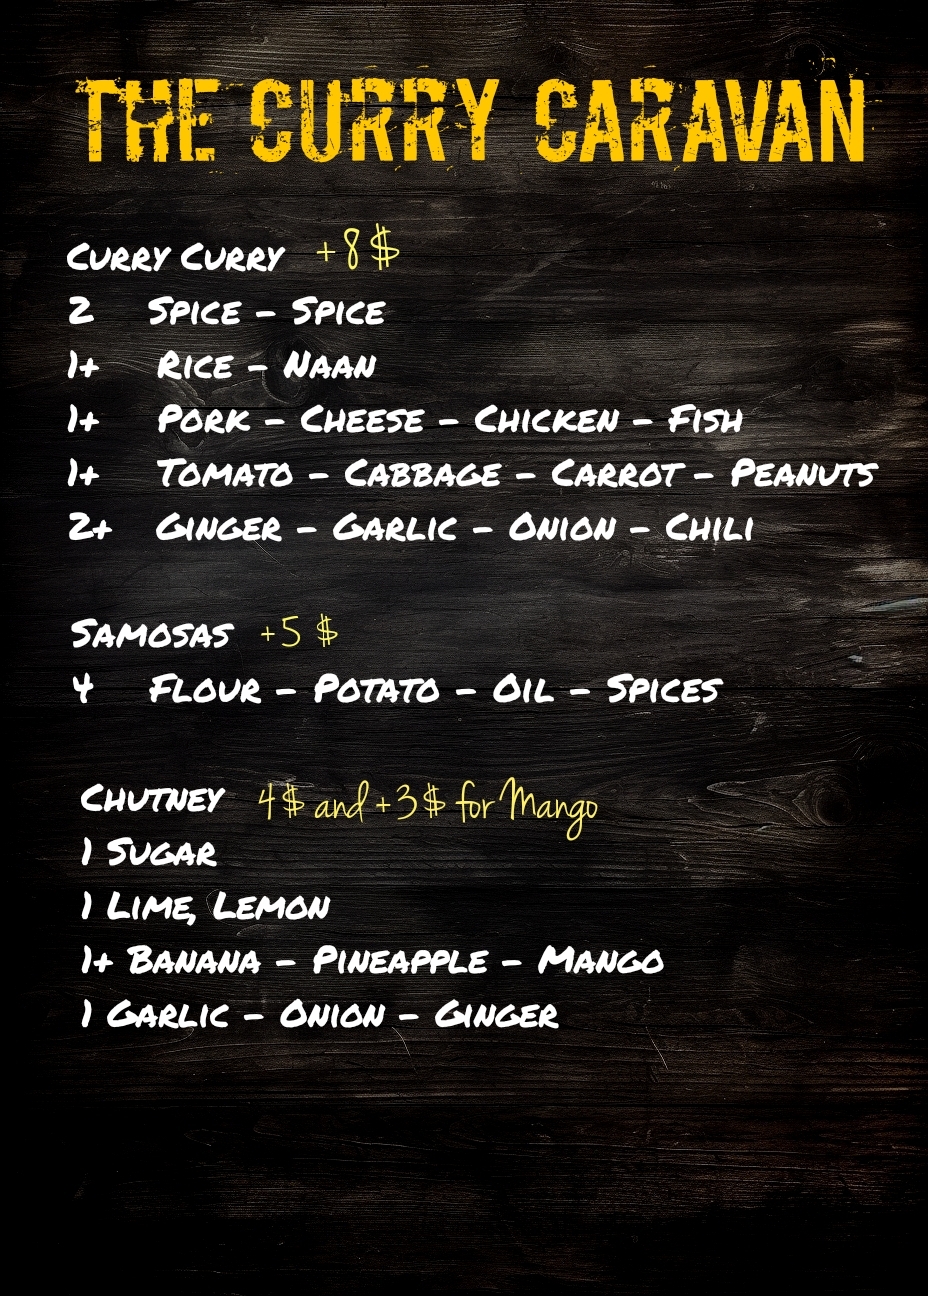 THE CURRY CARAVAN
CURRY CURRY +8 $
2 SPICE - SPICE
1+ RICE - NAAN
1+ PORK - CHEESE - CHICKEN - FISH
1+ TOMATO - CABBAGE - CARROT - PEANUTS
2+ GINGER - GARLIC - ONION - CHILI
SAMOSAS +5 $
4 FLOUR - POTATO - OIL - SPICES
CHUTNEY 4 $ and +3 $ for Mango
1 SUGAR
1 LIME, LEMON
1+ BANANA - PINEAPPLE - MANGO
1 GARLIC - ONION - GINGER